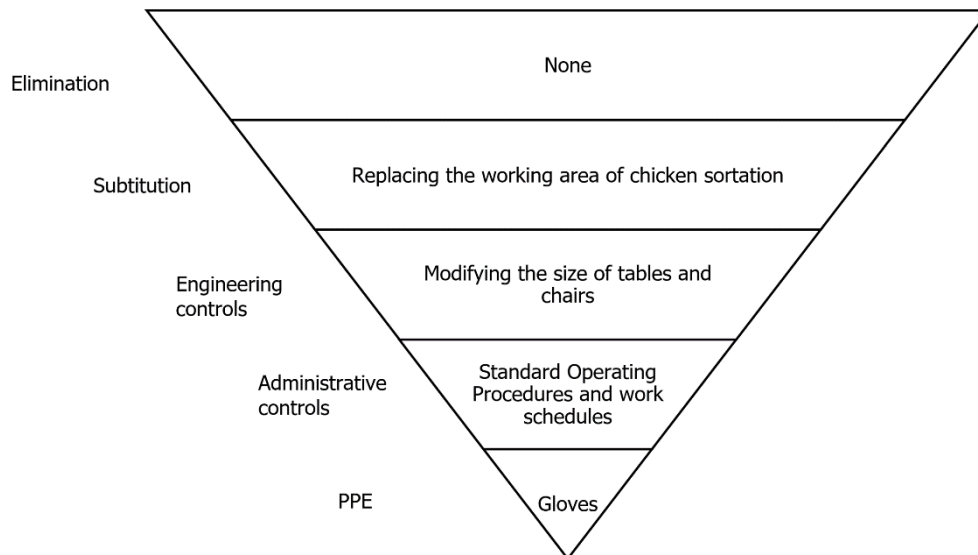 None
Elimination
Replacing the working area of chicken sortation
Subtitution
Modifying the size of tables and
chairs
Engineering
controls
Standard Operating
Procedures and work
schedules
Administrative
controls
Gloves
PPE